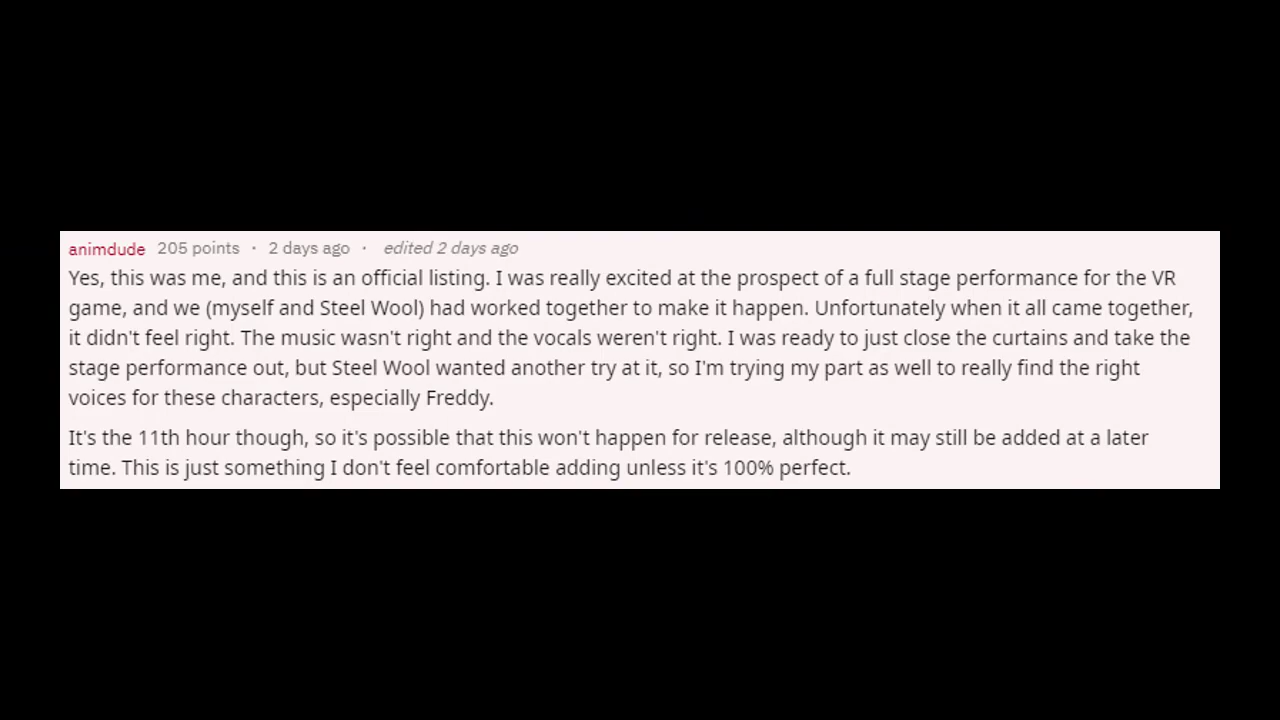 animdude 205 points · 2 days ago · edited 2 days ago
Yes, this was me, and this is an official listing. I was really excited at the prospect of a full stage performance for the VR
game, and we (myself and Steel Wool) had worked together to make it happen. Unfortunately when it all came together,
it didn't feel right. The music wasn't right and the vocals weren't right. I was ready to just close the curtains and take the
stage performance out, but Steel Wool wanted another try at it, so I'm trying my part as well to really find the right
voices for these characters, especially Freddy.
It's the 11th hour though, so it's possible that this won't happen for release, although it may still be added at a later
time. This is just something I don't feel comfortable adding unless it's 100% perfect.